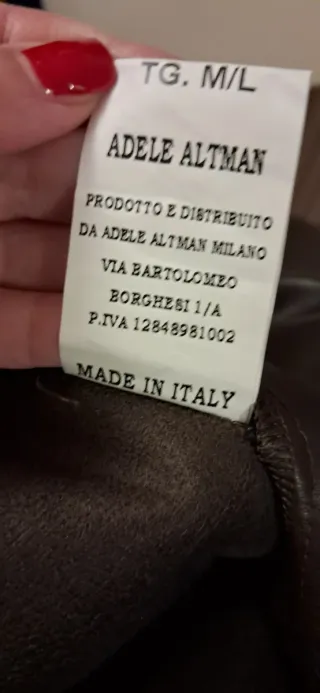 TG. M/L
ADELE ALTMAN
PRODOTTO E DISTRIBUITO
DA ADELE ALTMAN MILANO
VIA BARTOLOMEO
BORGHESI 1/A
P.IVA 12848981002
MADE IN ITALY